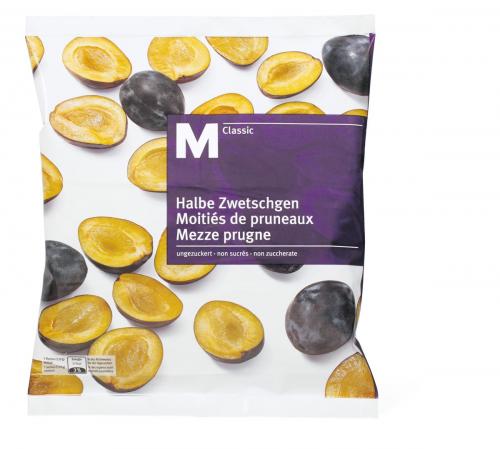 M Classic
Halbe Zwetschgen
Moitiés de pruneaux
Mezze prugne
ungezuckert · non sucrés · non zuccherate